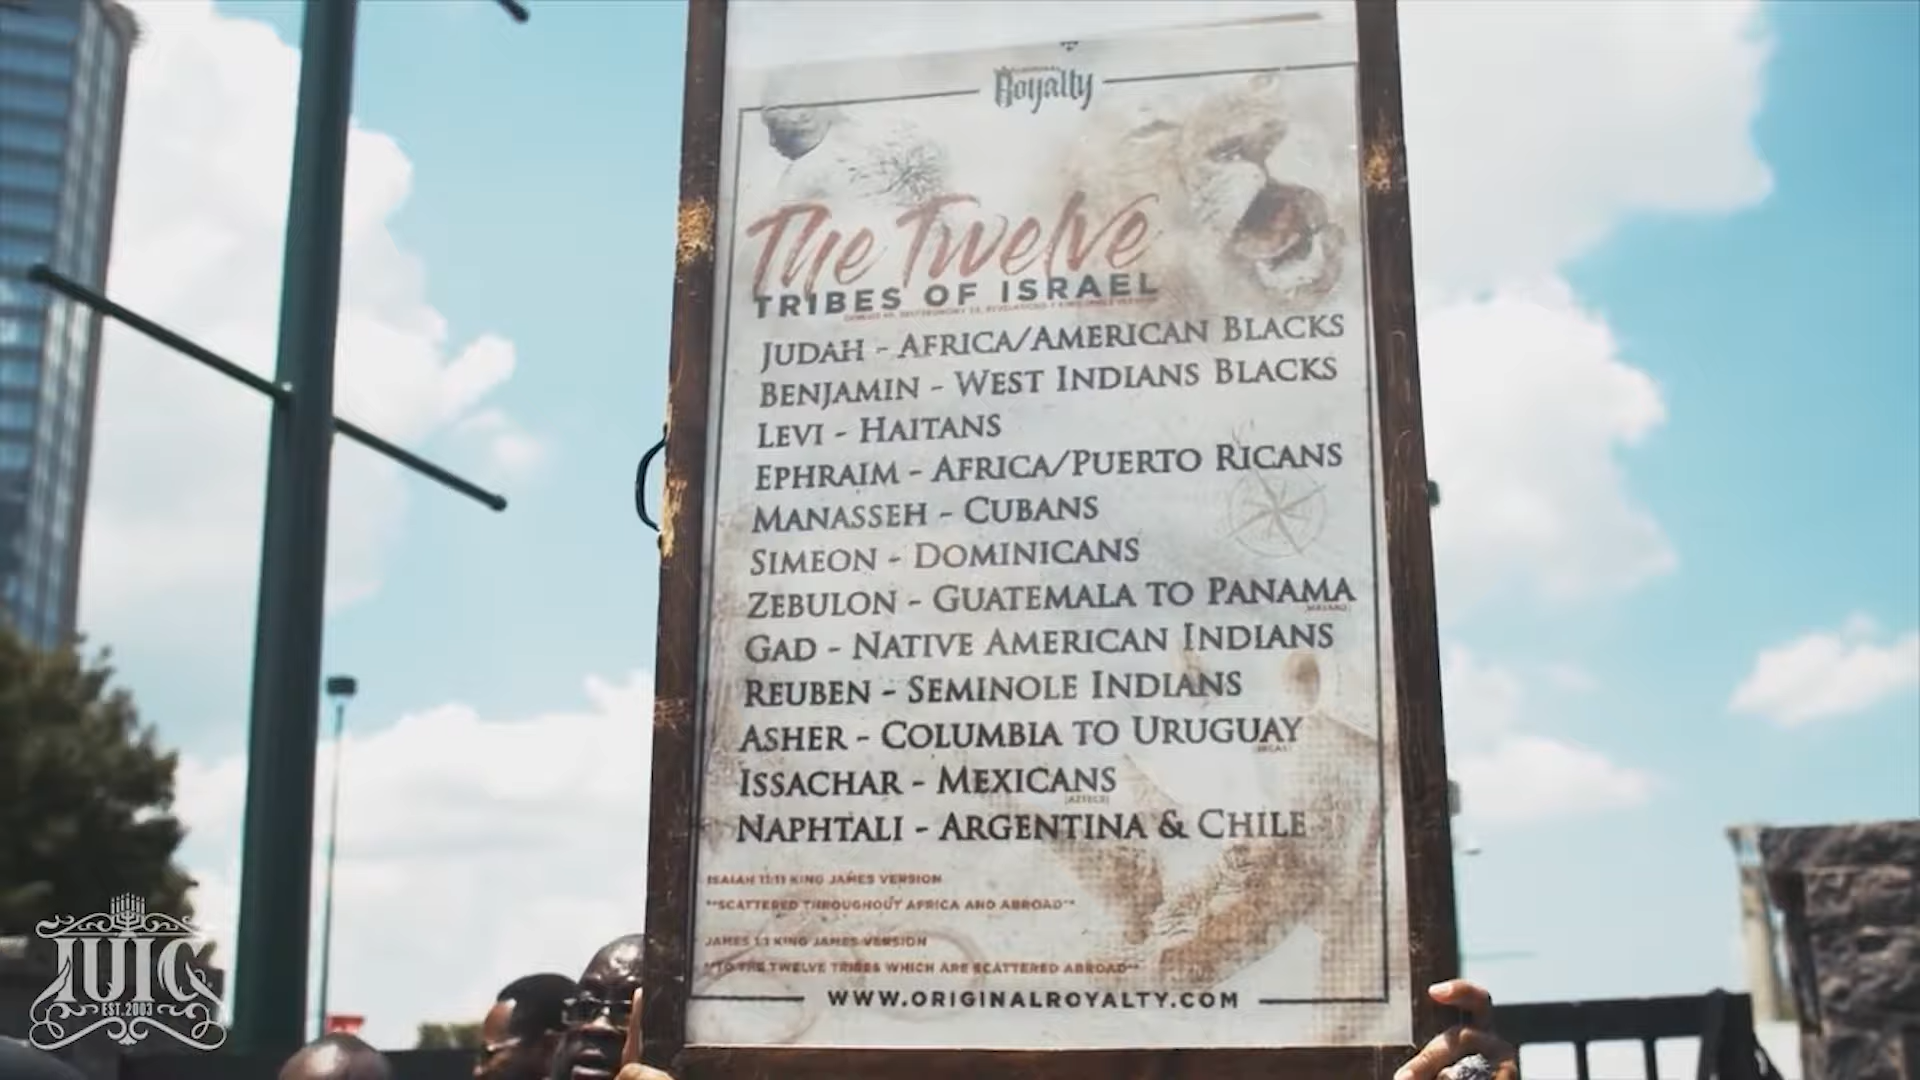 Royalty
The Twelve
TRIBES OF ISRAEL
JUDAH - AFRICA/AMERICAN BLACKS
BENJAMIN - WEST INDIANS BLACKS
LEVI - HAITANS
EPHRAIM - AFRICA/PUERTO RICANS
MANASSEH - CUBANS
SIMEON - DOMINICANS
ZEBULON - GUATEMALA TO PANAMA
GAD - NATIVE AMERICAN INDIANS
REUBEN - SEMINOLE INDIANS
ASHER - COLUMBIA TO URUGUAY
ISSACHAR - MEXICANS
(AZTECS)
NAPHTALI - ARGENTINA & CHILE
ISAIAH 11:11 KING JAMES VERSION
"SCATTERED THROUGHOUT AFRICA AND ABROAD"
JAMES 1:1 KING JAMES VERSION
"TO THE TWELVE TRIBES WHICH ARE SCATTERED ABROAD"
WWW.ORIGINALROYALTY.COM
IUIC
EST. 2003